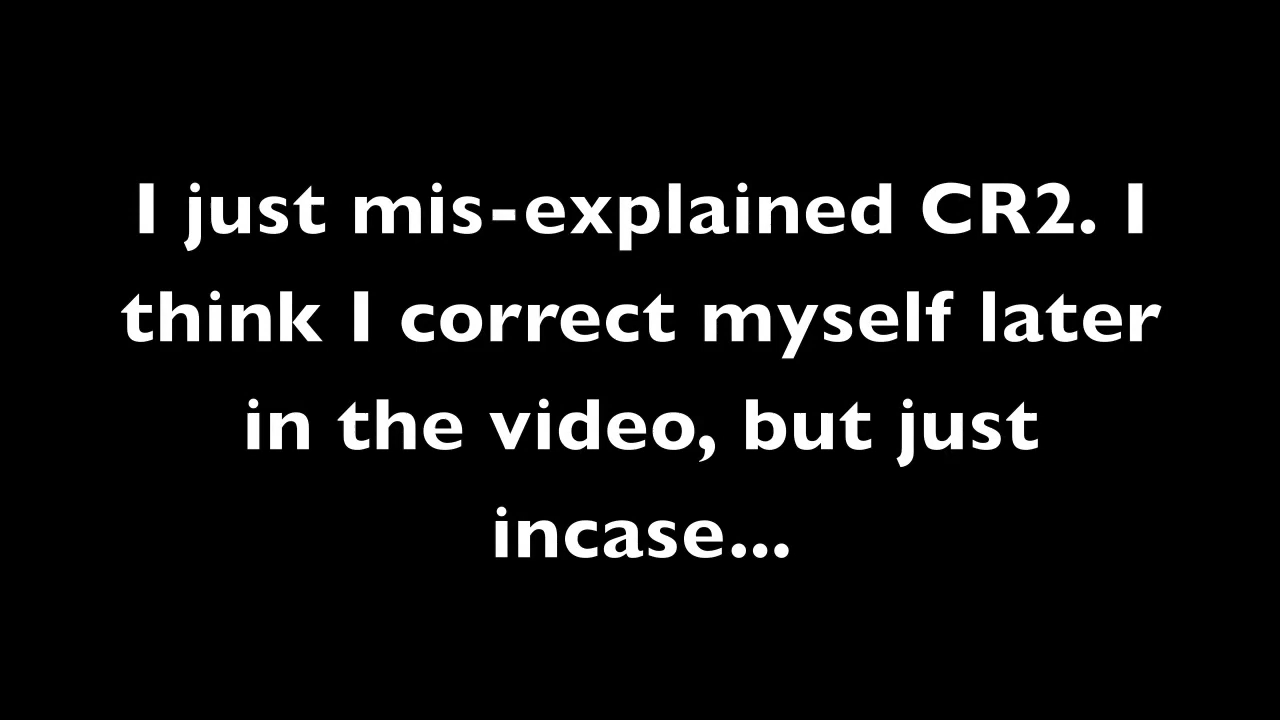 I just mis-explained CR2. I
think I correct myself later
in the video, but just
incase...